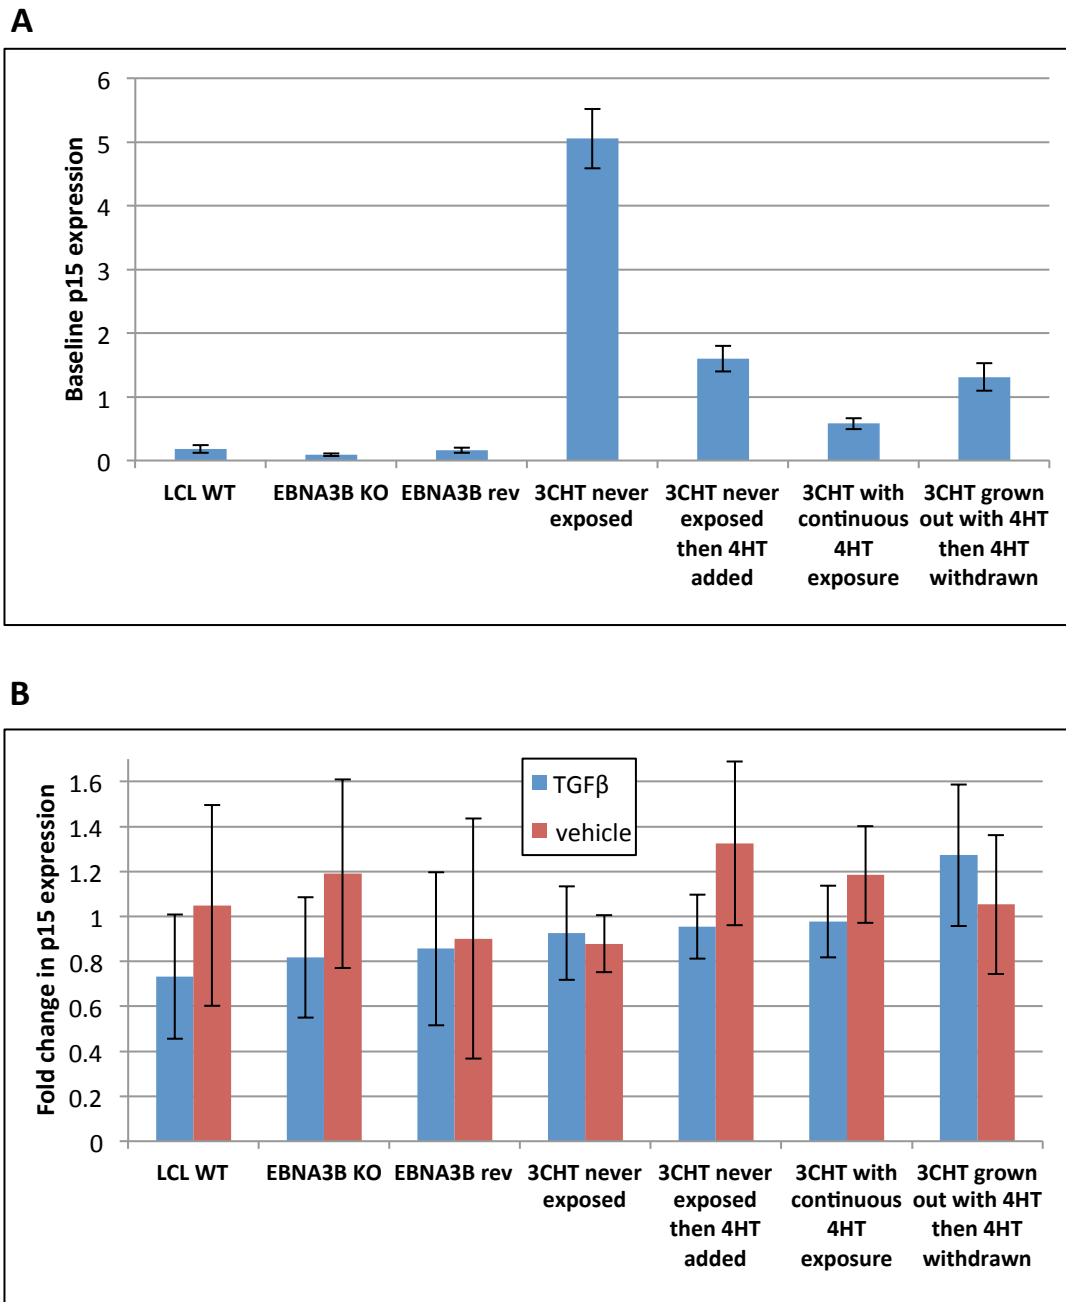 A
Baseline p15 expression
6
5
4
3
2
1
0
LCL WT
EBNA3B KO
EBNA3B rev
3CHT never
exposed
3CHT never
exposed
then 4HT
added
3CHT with
continuous
4HT
exposure
3CHT grown
out with 4HT
then 4HT
withdrawn
B
Fold change in p15 expression
1.6
1.4
1.2
1
0.8
0.6
0.4
0.2
0
TGFβ
vehicle
LCL WT
EBNA3B KO
EBNA3B rev
3CHT never
exposed
3CHT never
exposed
then 4HT
added
3CHT with
continuous
4HT
exposure
3CHT grown
out with 4HT
then 4HT
withdrawn